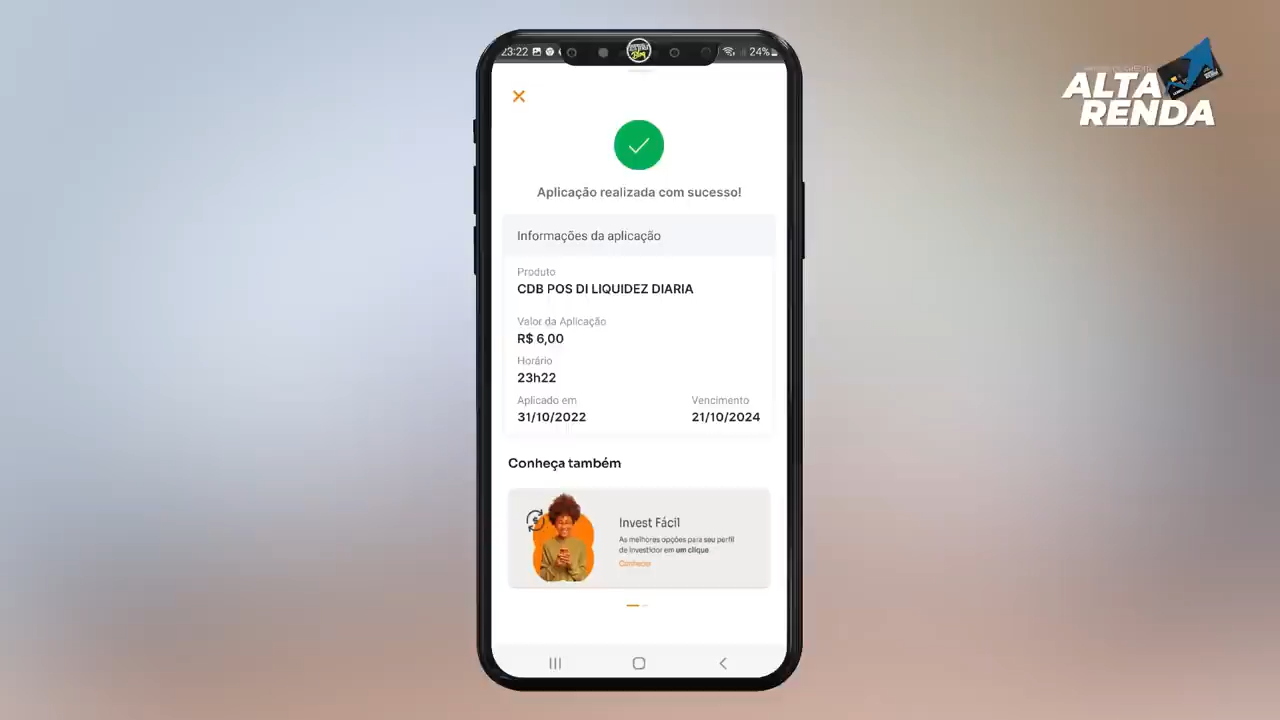 23:22
24%
ALTA
RENDA
Aplicação realizada com sucesso!
Informações da aplicação
Produto
CDB POS DI LIQUIDEZ DIARIA
Valor da Aplicação
R$ 6,00
Horário
23h22
Aplicado em
Vencimento
31/10/2022
21/10/2024
Conheça também
Invest Fácil
As melhores opções para seu perfil
de investidor em um clique
Conhecer